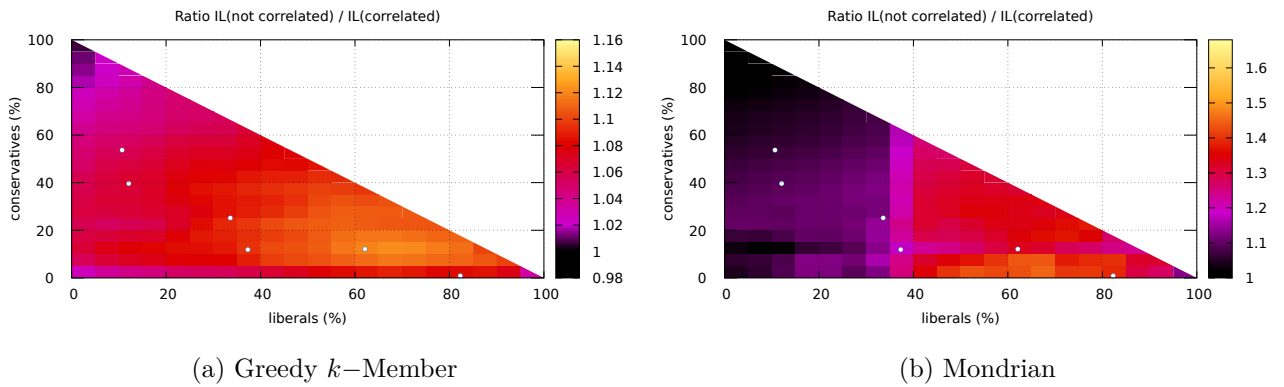 Ratio IL(not correlated) / IL(correlated)
conservatives (%)
100
80
60
40
20
0
0 20 40 60 80 100
liberals (%)
1.16
1.14
1.12
1.1
1.08
1.06
1.04
1.02
1
0.98
(a) Greedy k−Member
Ratio IL(not correlated) / IL(correlated)
conservatives (%)
100
80
60
40
20
0
0 20 40 60 80 100
liberals (%)
1.6
1.5
1.4
1.3
1.2
1.1
1
(b) Mondrian